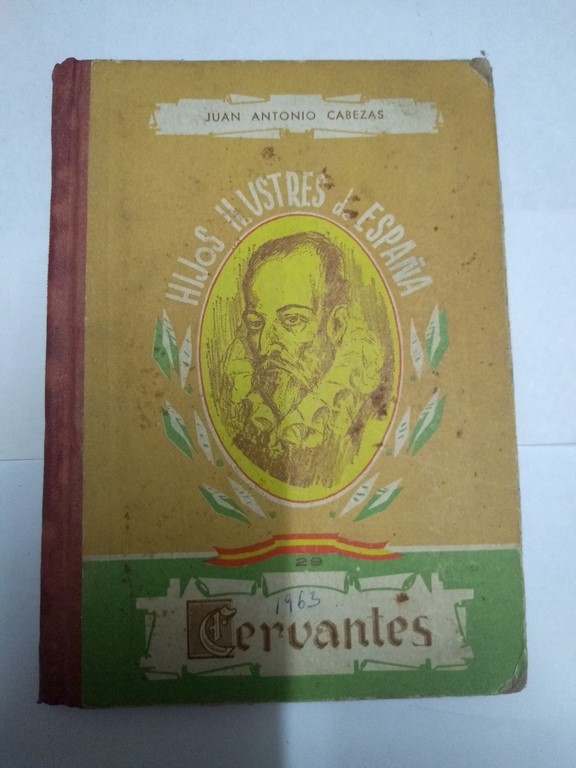 JUAN ANTONIO CABEZAS
HIJOS ILUSTRES de ESPAÑA
29
1963
Cervantes